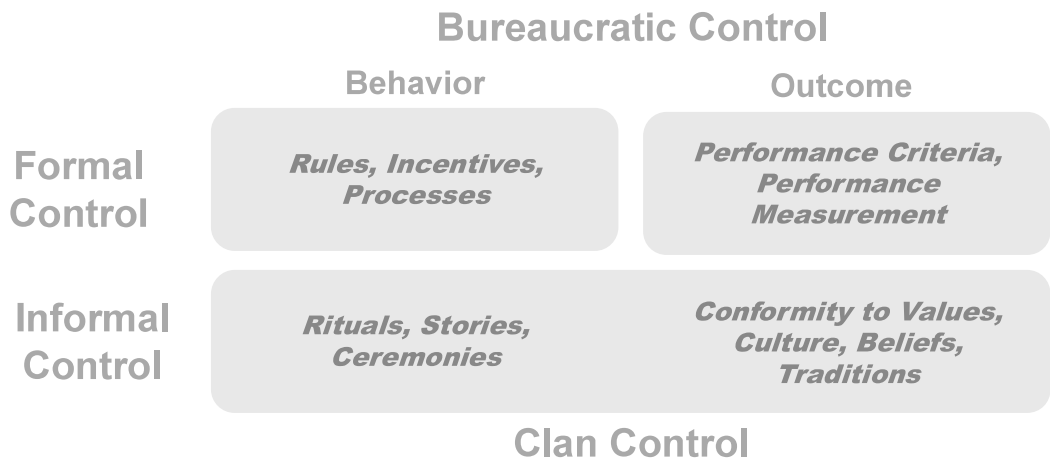 Bureaucratic Control
Behavior
Outcome
Formal
Control
Rules, Incentives,
Processes
Performance Criteria,
Performance
Measurement
Informal
Control
Rituals, Stories,
Ceremonies
Conformity to Values,
Culture, Beliefs,
Traditions
Clan Control